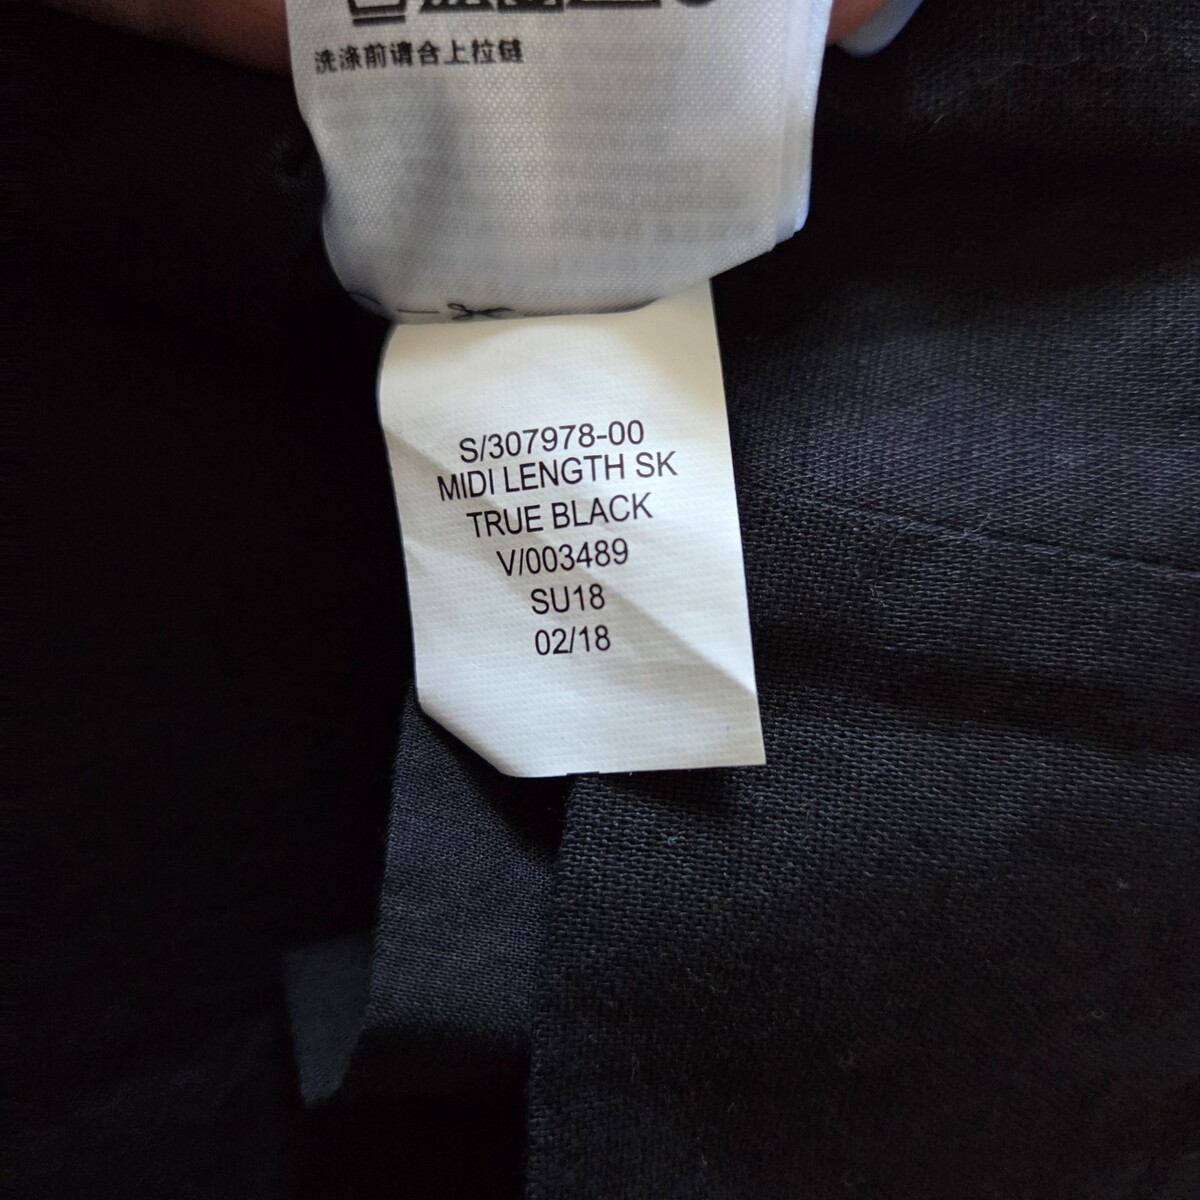 洗涤前请合上拉链
S/307978-00
MIDI LENGTH SK
TRUE BLACK
V/003489
SU18
02/18